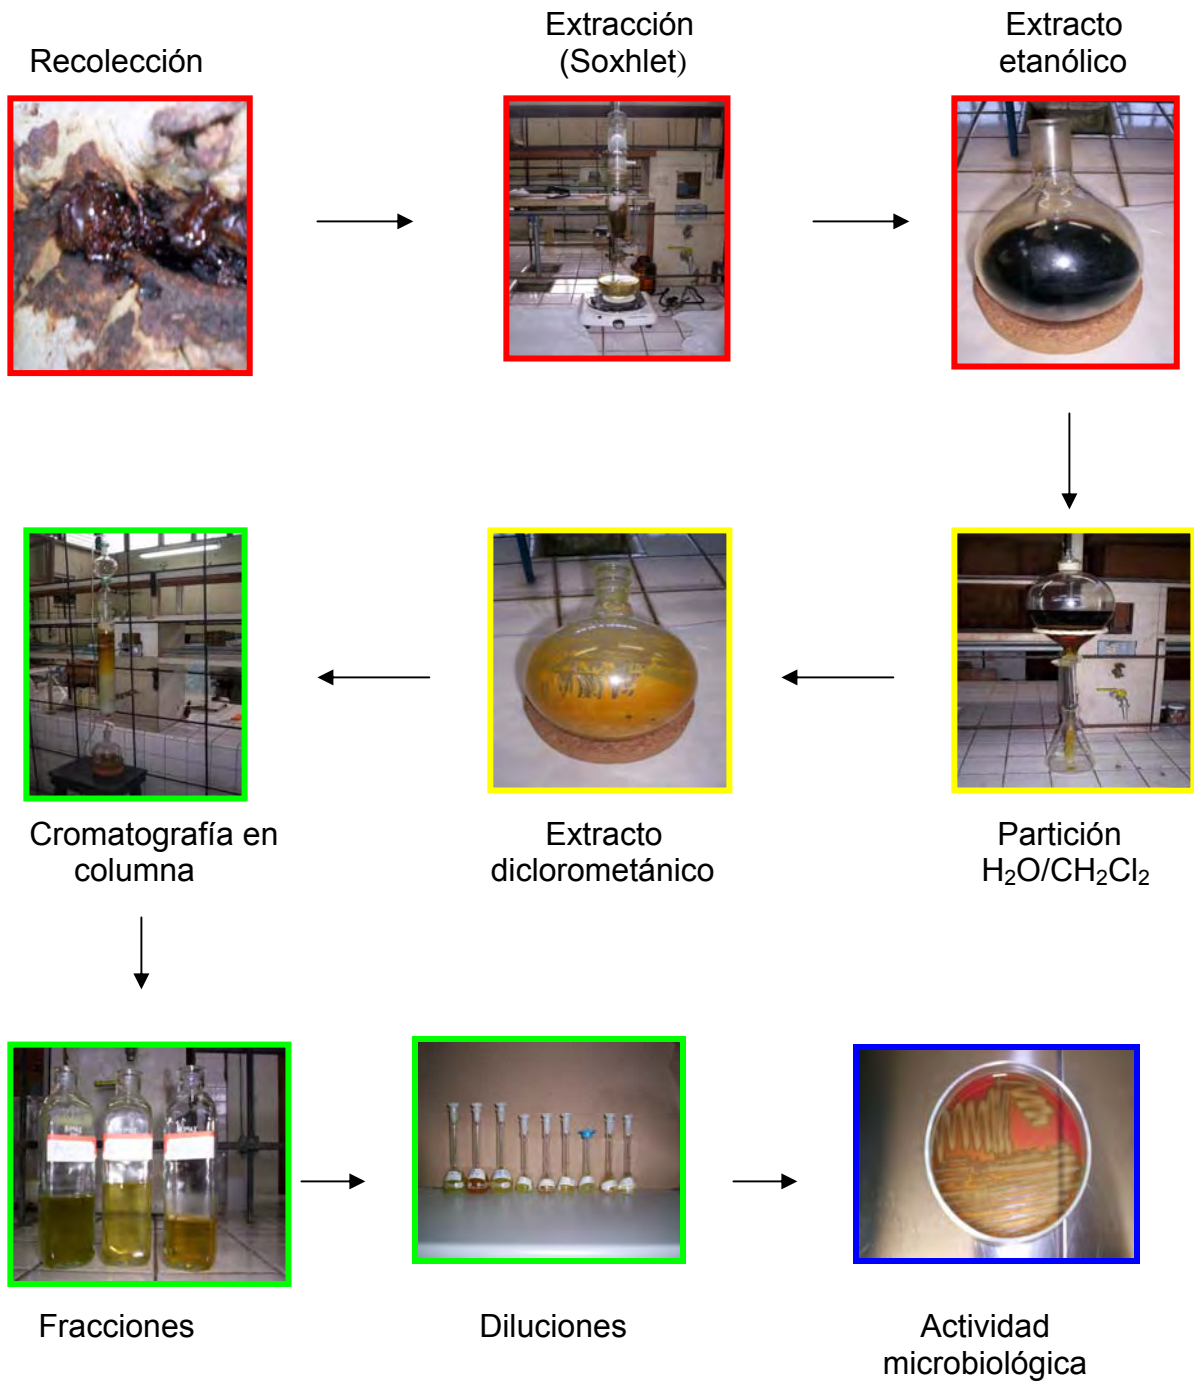 Recolección
Extracción
(Soxhlet)
Extracto
etanólico
Cromatografía en
columna
Extracto
diclorometánico
Partición
H₂O/CH₂Cl₂
Fracciones
Diluciones
Actividad
microbiológica